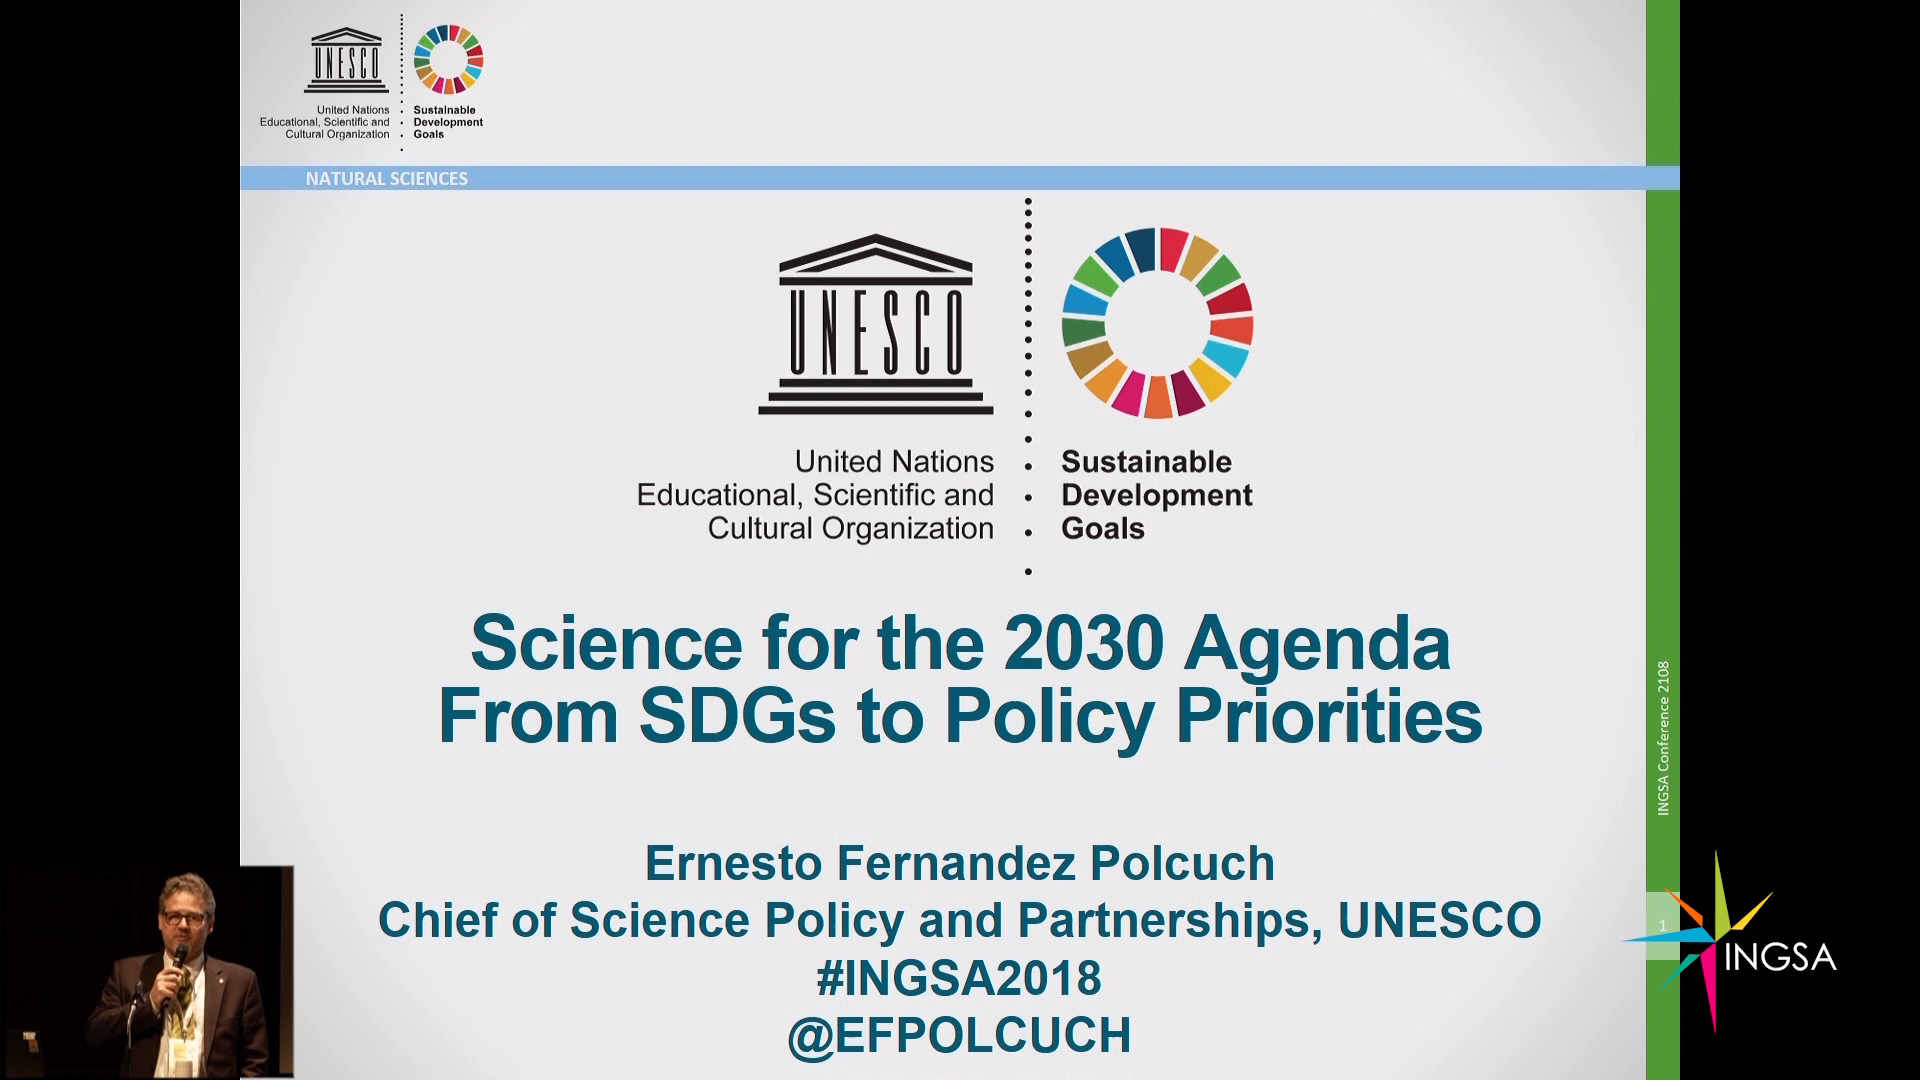 UNESCO
United Nations
Educational, Scientific and
Cultural Organization
Sustainable
Development
Goals
NATURAL SCIENCES
UNESCO
United Nations
Educational, Scientific and
Cultural Organization
Sustainable
Development
Goals
Science for the 2030 Agenda
From SDGs to Policy Priorities
Ernesto Fernandez Polcuch
Chief of Science Policy and Partnerships, UNESCO
#INGSA2018
@EFPOLCUCH
INGSA Conference 2108
1
INGSA